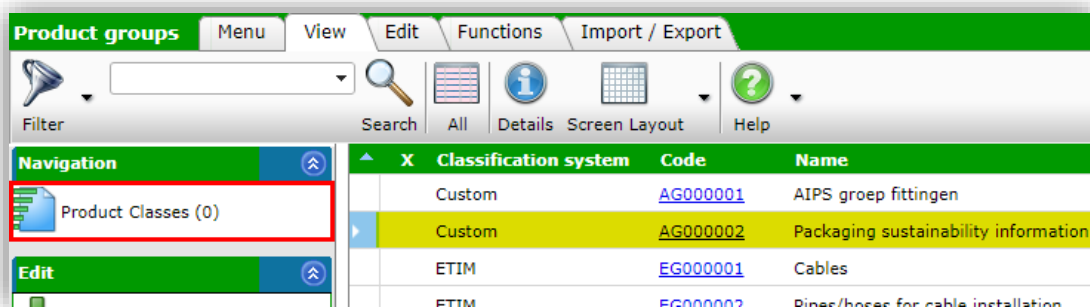 Product groups Menu View Edit Functions Import / Export
Filter Search All Details Screen Layout Help
Navigation
Product Classes (0)
Edit
X Classification system Code Name
Custom AG000001 AIPS groep fittingen
Custom AG000002 Packaging sustainability information
ETIM EG000001 Cables
ETIM EG000002 Pipes/hoses for cable installation